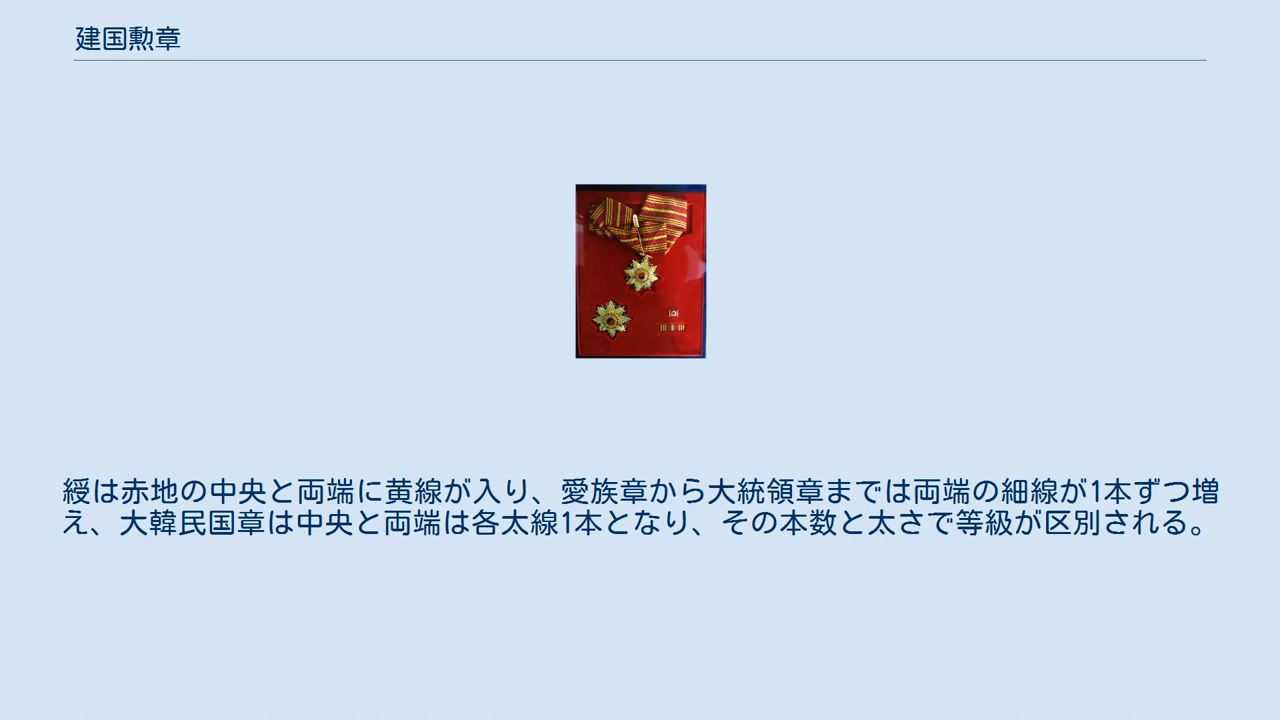 建国勲章
綬は赤地の中央と両端に黄線が入り、愛族章から大統領章までは両端の細線が1本ずつ増
え、大韓民国章は中央と両端は各太線1本となり、その本数と太さで等級が区別される。